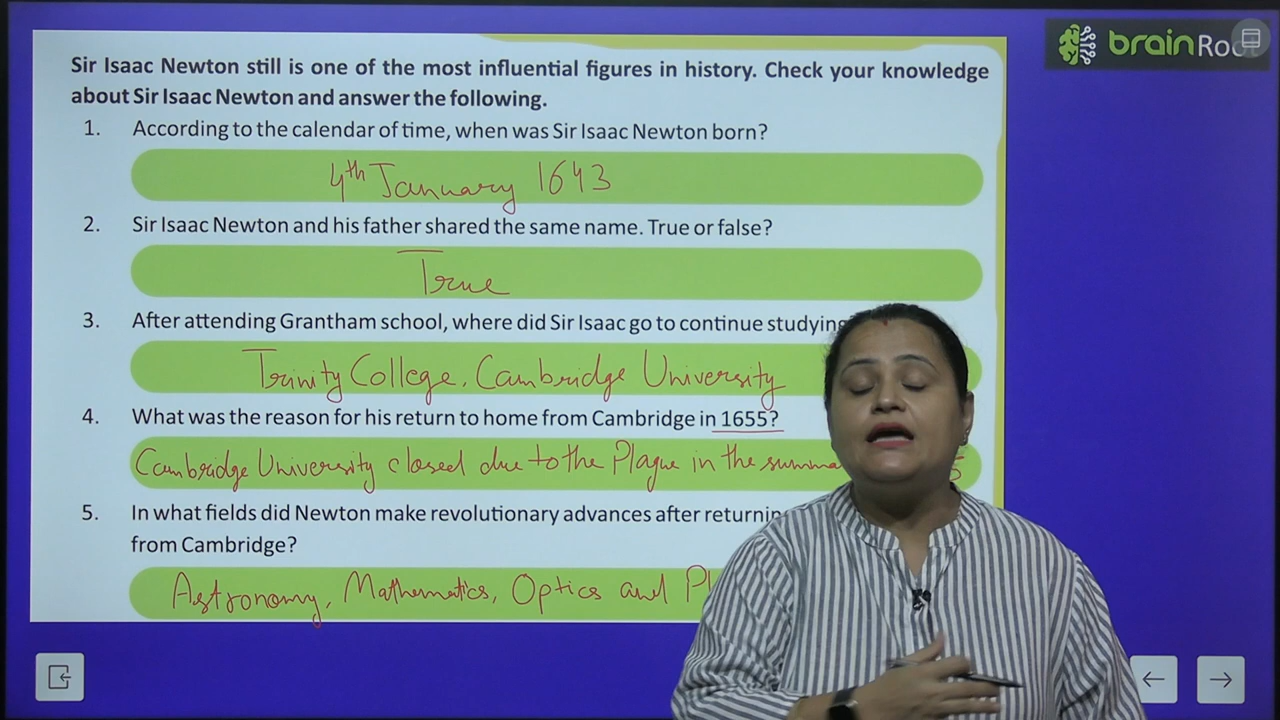 brainRoo
Sir Isaac Newton still is one of the most influential figures in history. Check your knowledge
about Sir Isaac Newton and answer the following.
1. According to the calendar of time, when was Sir Isaac Newton born?
4th January 1643
2. Sir Isaac Newton and his father shared the same name. True or false?
True
3. After attending Grantham school, where did Sir Isaac go to continue studying
Trinity College, Cambridge University
4. What was the reason for his return to home from Cambridge in 1655?
Cambridge University closed due to the Plague in the summa 5
5. In what fields did Newton make revolutionary advances after returnin
from Cambridge?
Astronomy, Mathematics, Optics and